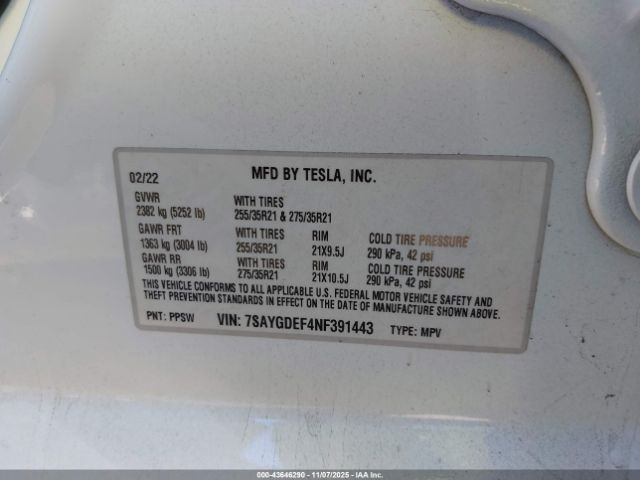 02/22 MFD BY TESLA, INC.
GVWR WITH TIRES
2382 kg (5252 lb) 255/35R21 & 275/35R21
GAWR FRT WITH TIRES RIM COLD TIRE PRESSURE
1363 kg (3004 lb) 255/35R21 21X9.5J 290 kPa, 42 psi
GAWR RR WITH TIRES RIM COLD TIRE PRESSURE
1500 kg (3306 lb) 275/35R21 21X10.5J 290 kPa, 42 psi
THIS VEHICLE CONFORMS TO ALL APPLICABLE U.S. FEDERAL MOTOR VEHICLE SAFETY AND
THEFT PREVENTION STANDARDS IN EFFECT ON THE DATE OF MANUFACTURE SHOWN ABOVE.
PNT: PPSW VIN: 7SAYGDEF4NF391443 TYPE: MPV
000-43646290 - 11/07/2025 - IAAI.COM